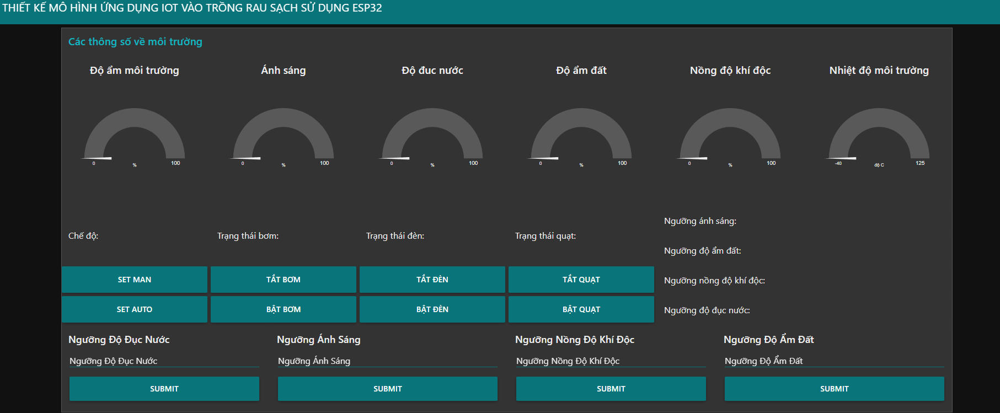 THIẾT KẾ MÔ HÌNH ỨNG DỤNG IOT VÀO TRỒNG RAU SẠCH SỬ DỤNG ESP32
Các thông số về môi trường
Độ ẩm môi trường
Ánh sáng
Độ đuc nước
Độ ẩm đất
Nồng độ khí độc
Nhiệt độ môi trường
0 % 100
0 % 100
0 % 100
0 % 100
0 % 100
-40 độ C 125
Chế độ:
Trạng thái bơm:
Trạng thái đèn:
Trạng thái quạt:
Ngưỡng ánh sáng:
Ngưỡng độ ẩm đất:
Ngưỡng nồng độ khí độc:
Ngưỡng độ đục nước:
SET MAN
TẮT BƠM
TẮT ĐÈN
TẮT QUẠT
SET AUTO
BẬT BƠM
BẬT ĐÈN
BẬT QUẠT
Ngưỡng Độ Đục Nước
Ngưỡng Ánh Sáng
Ngưỡng Nồng Độ Khí Độc
Ngưỡng Độ Ẩm Đất
Ngưỡng Độ Đục Nước
Ngưỡng Ánh Sáng
Ngưỡng Nồng Độ Khí Độc
Ngưỡng Độ Ẩm Đất
SUBMIT
SUBMIT
SUBMIT
SUBMIT